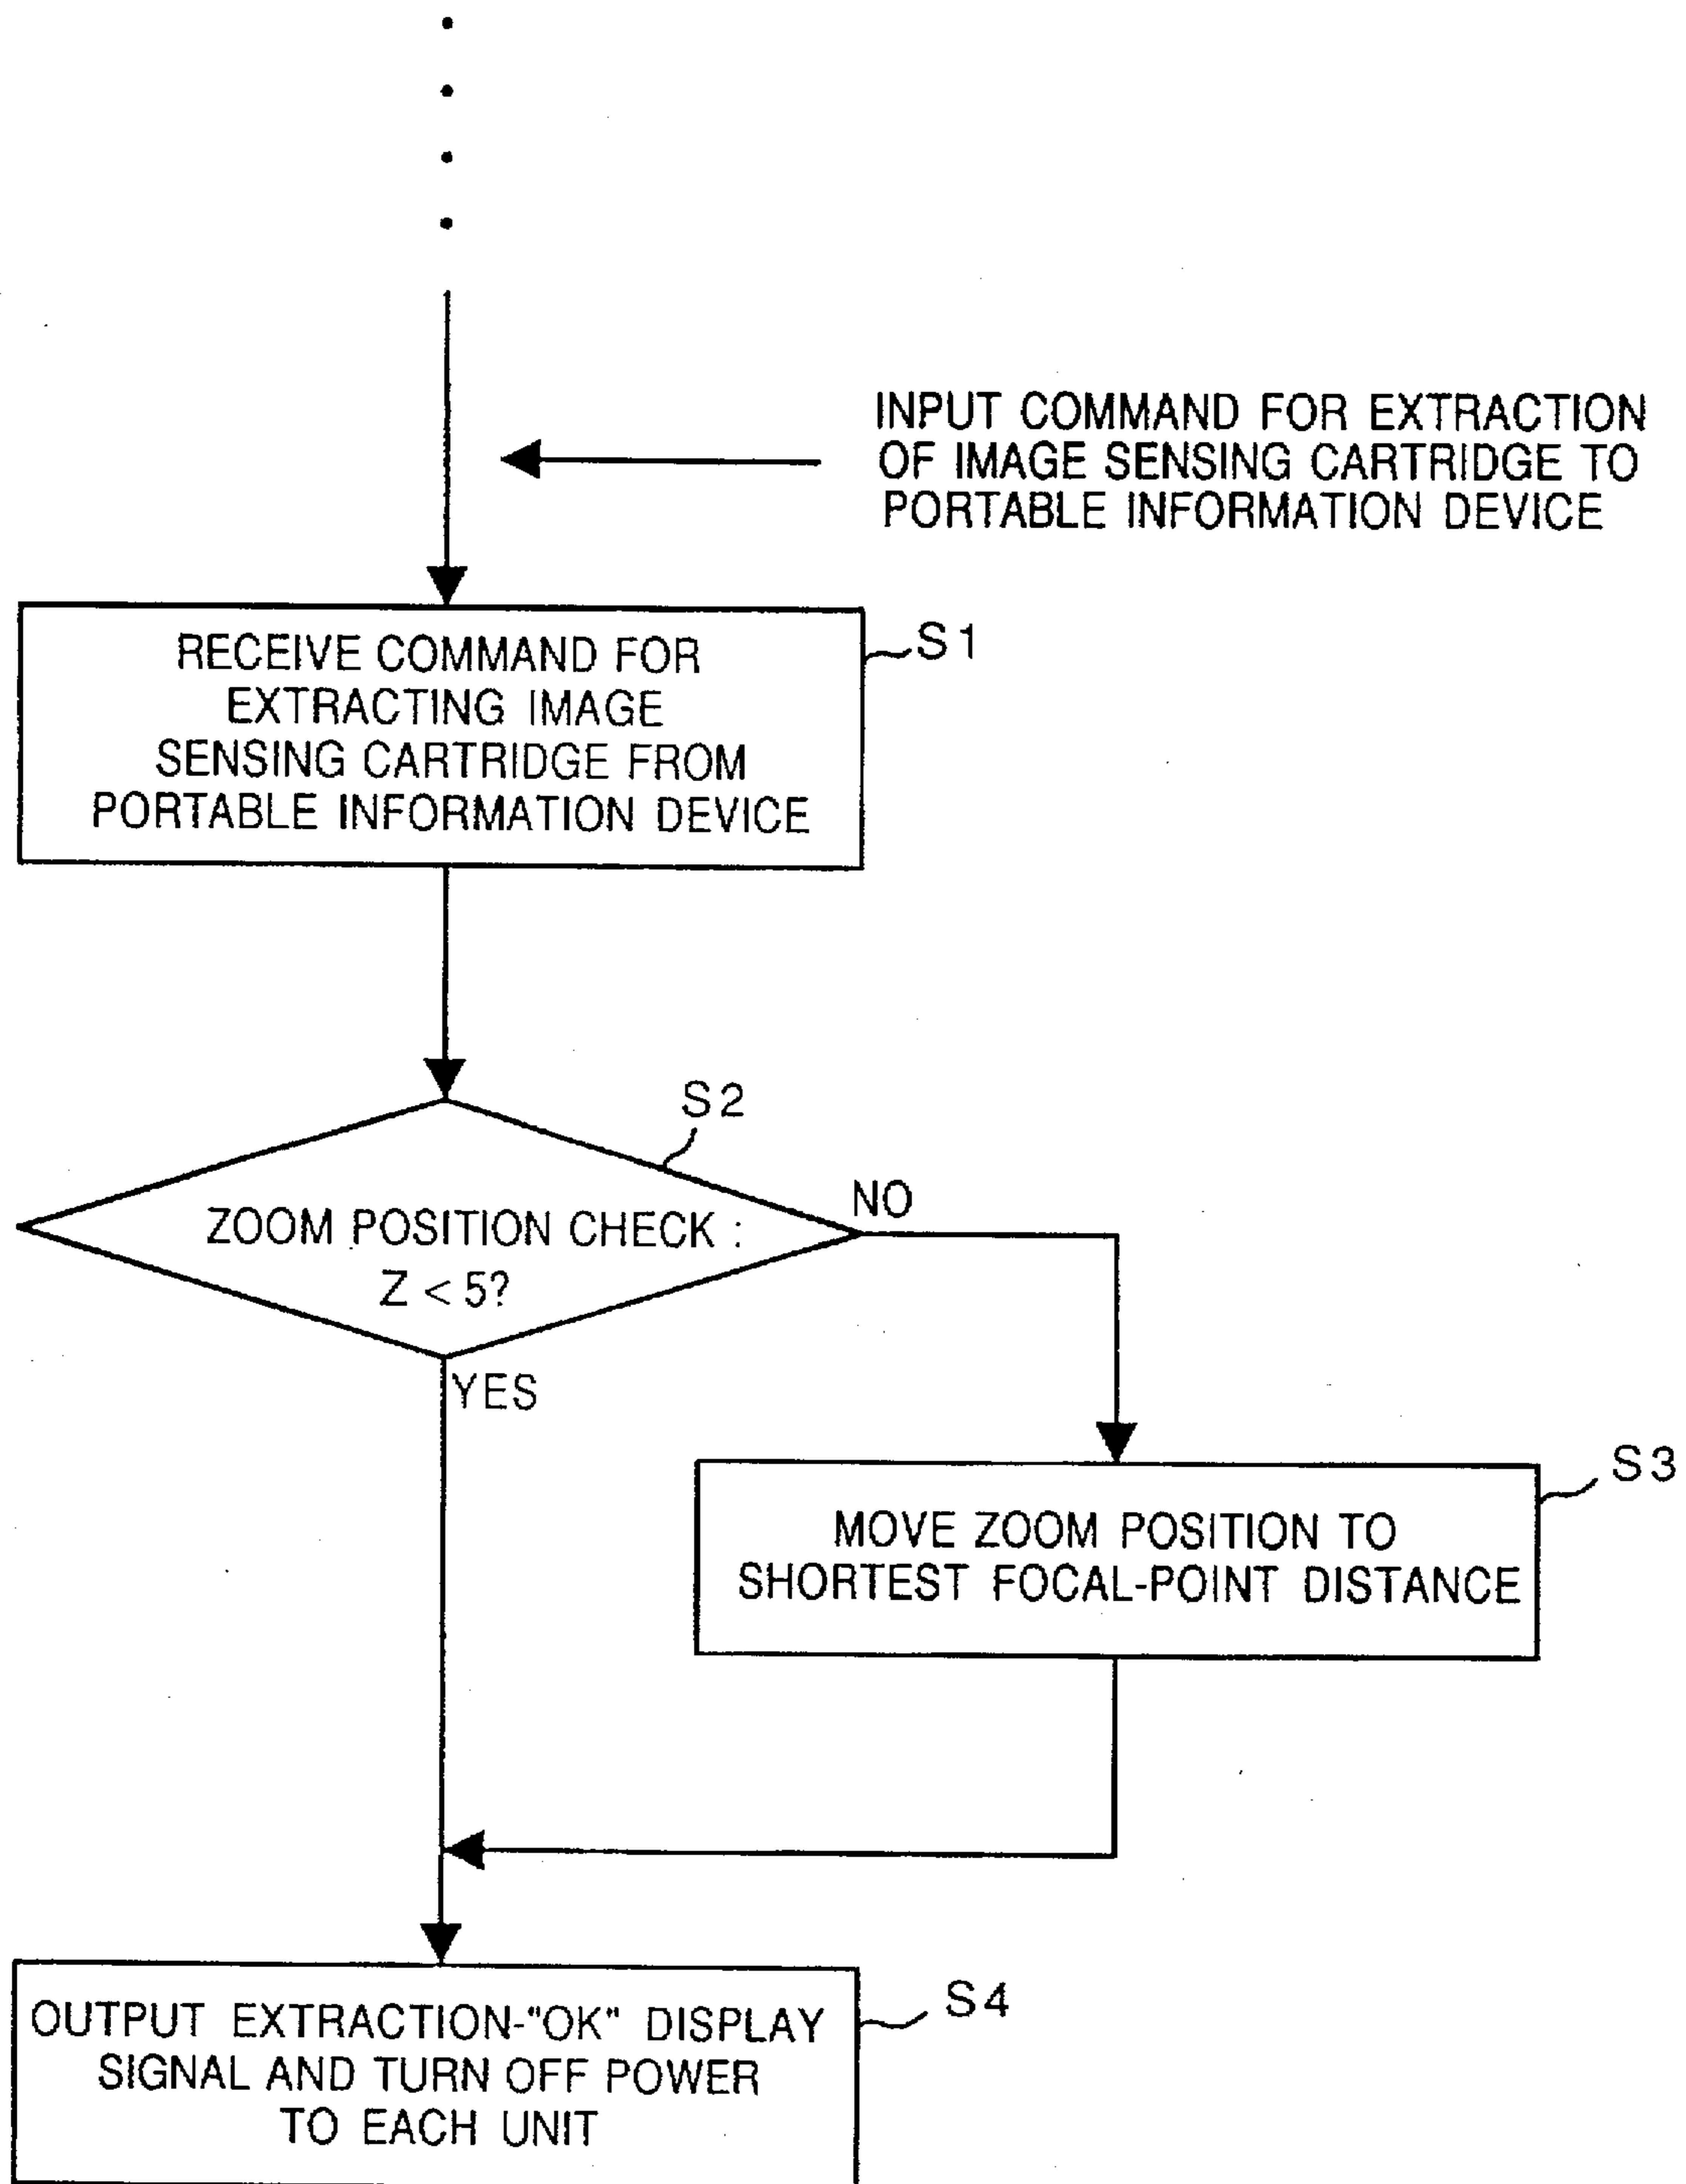 INPUT COMMAND FOR EXTRACTION
OF IMAGE SENSING CARTRIDGE TO
PORTABLE INFORMATION DEVICE
RECEIVE COMMAND FOR
EXTRACTING IMAGE
SENSING CARTRIDGE FROM
PORTABLE INFORMATION DEVICE
S1
S2
ZOOM POSITION CHECK :
Z < 5?
NO
YES
S3
MOVE ZOOM POSITION TO
SHORTEST FOCAL-POINT DISTANCE
S4
OUTPUT EXTRACTION-"OK" DISPLAY
SIGNAL AND TURN OFF POWER
TO EACH UNIT